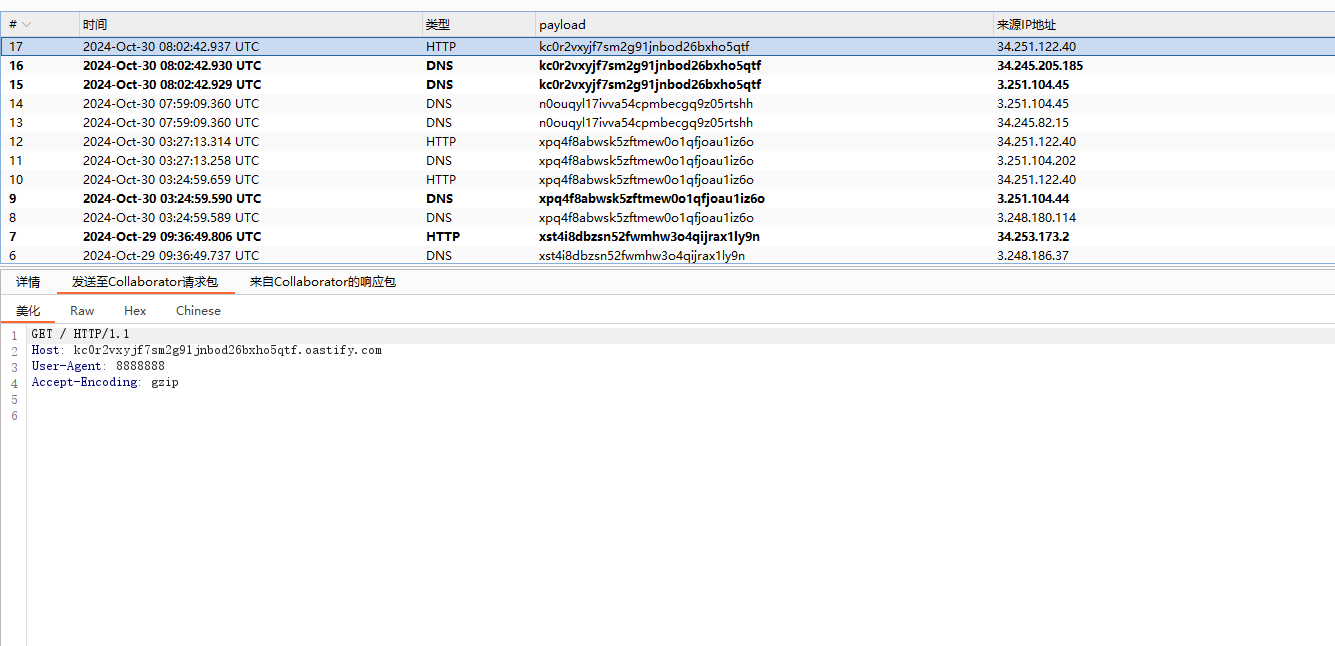 # 时间 类型 payload 来源IP地址
17 2024-Oct-30 08:02:42.937 UTC HTTP kc0r2vxyjf7sm2g91jnbod26bxho5qtf 34.251.122.40
16 2024-Oct-30 08:02:42.930 UTC DNS kc0r2vxyjf7sm2g91jnbod26bxho5qtf 34.245.205.185
15 2024-Oct-30 08:02:42.929 UTC DNS kc0r2vxyjf7sm2g91jnbod26bxho5qtf 3.251.104.45
14 2024-Oct-30 07:59:09.360 UTC DNS n0ouqyl17ivva54cpmbecgq9z05rtshh 3.251.104.45
13 2024-Oct-30 07:59:09.360 UTC DNS n0ouqyl17ivva54cpmbecgq9z05rtshh 34.245.82.15
12 2024-Oct-30 03:27:13.314 UTC HTTP xpq4f8abwsk5zftmew0o1qfjoau1iz6o 34.251.122.40
11 2024-Oct-30 03:27:13.258 UTC DNS xpq4f8abwsk5zftmew0o1qfjoau1iz6o 3.251.104.202
10 2024-Oct-30 03:24:59.659 UTC HTTP xpq4f8abwsk5zftmew0o1qfjoau1iz6o 34.251.122.40
9 2024-Oct-30 03:24:59.590 UTC DNS xpq4f8abwsk5zftmew0o1qfjoau1iz6o 3.251.104.44
8 2024-Oct-30 03:24:59.589 UTC DNS xpq4f8abwsk5zftmew0o1qfjoau1iz6o 3.248.180.114
7 2024-Oct-29 09:36:49.806 UTC HTTP xst4i8dbzsn52fwmhw3o4qijrax1ly9n 34.253.173.2
6 2024-Oct-29 09:36:49.737 UTC DNS xst4i8dbzsn52fwmhw3o4qijrax1ly9n 3.248.186.37
详情 发送至Collaborator请求包 来自Collaborator的响应包
美化 Raw Hex Chinese
1 GET / HTTP/1.1
2 Host: kc0r2vxyjf7sm2g91jnbod26bxho5qtf.oastify.com
3 User-Agent: 8888888
4 Accept-Encoding: gzip
5
6